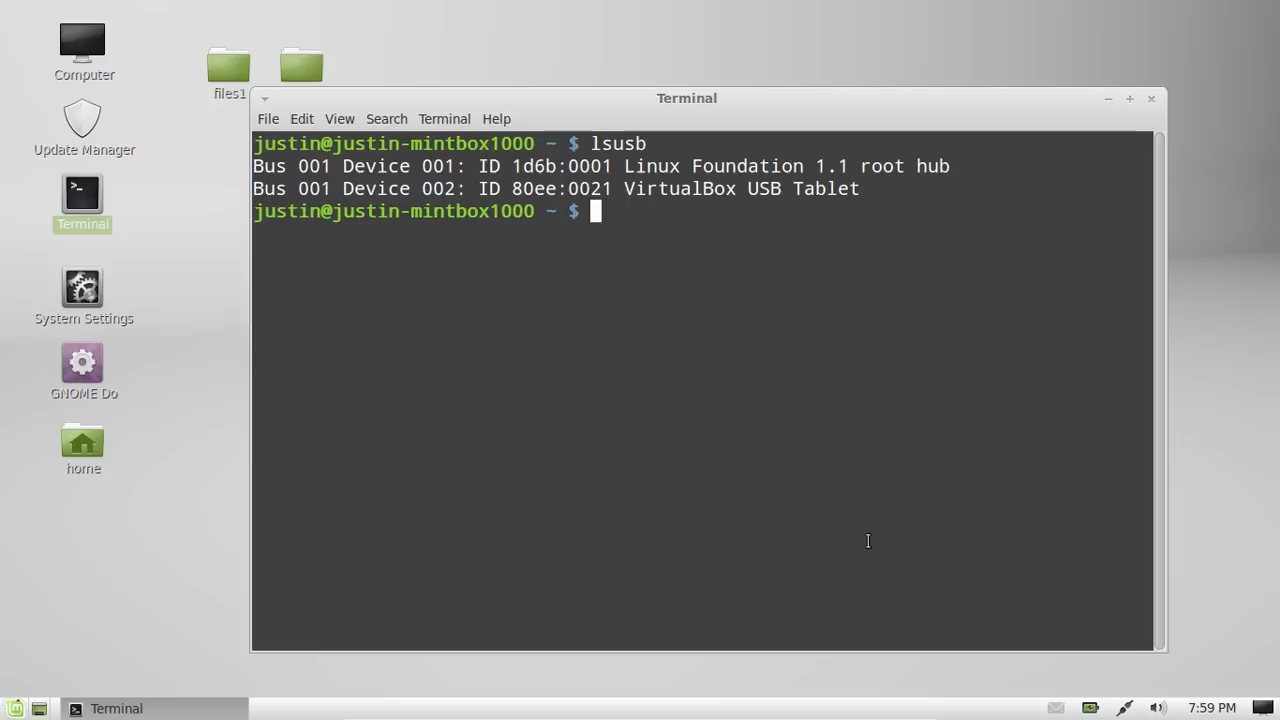 Computer
files1
Update Manager
Terminal
System Settings
GNOME Do
home
Terminal
File Edit View Search Terminal Help
justin@justin-mintbox1000 ~ $ lsusb
Bus 001 Device 001: ID 1d6b:0001 Linux Foundation 1.1 root hub
Bus 001 Device 002: ID 80ee:0021 VirtualBox USB Tablet
justin@justin-mintbox1000 ~ $
Terminal
7:59 PM